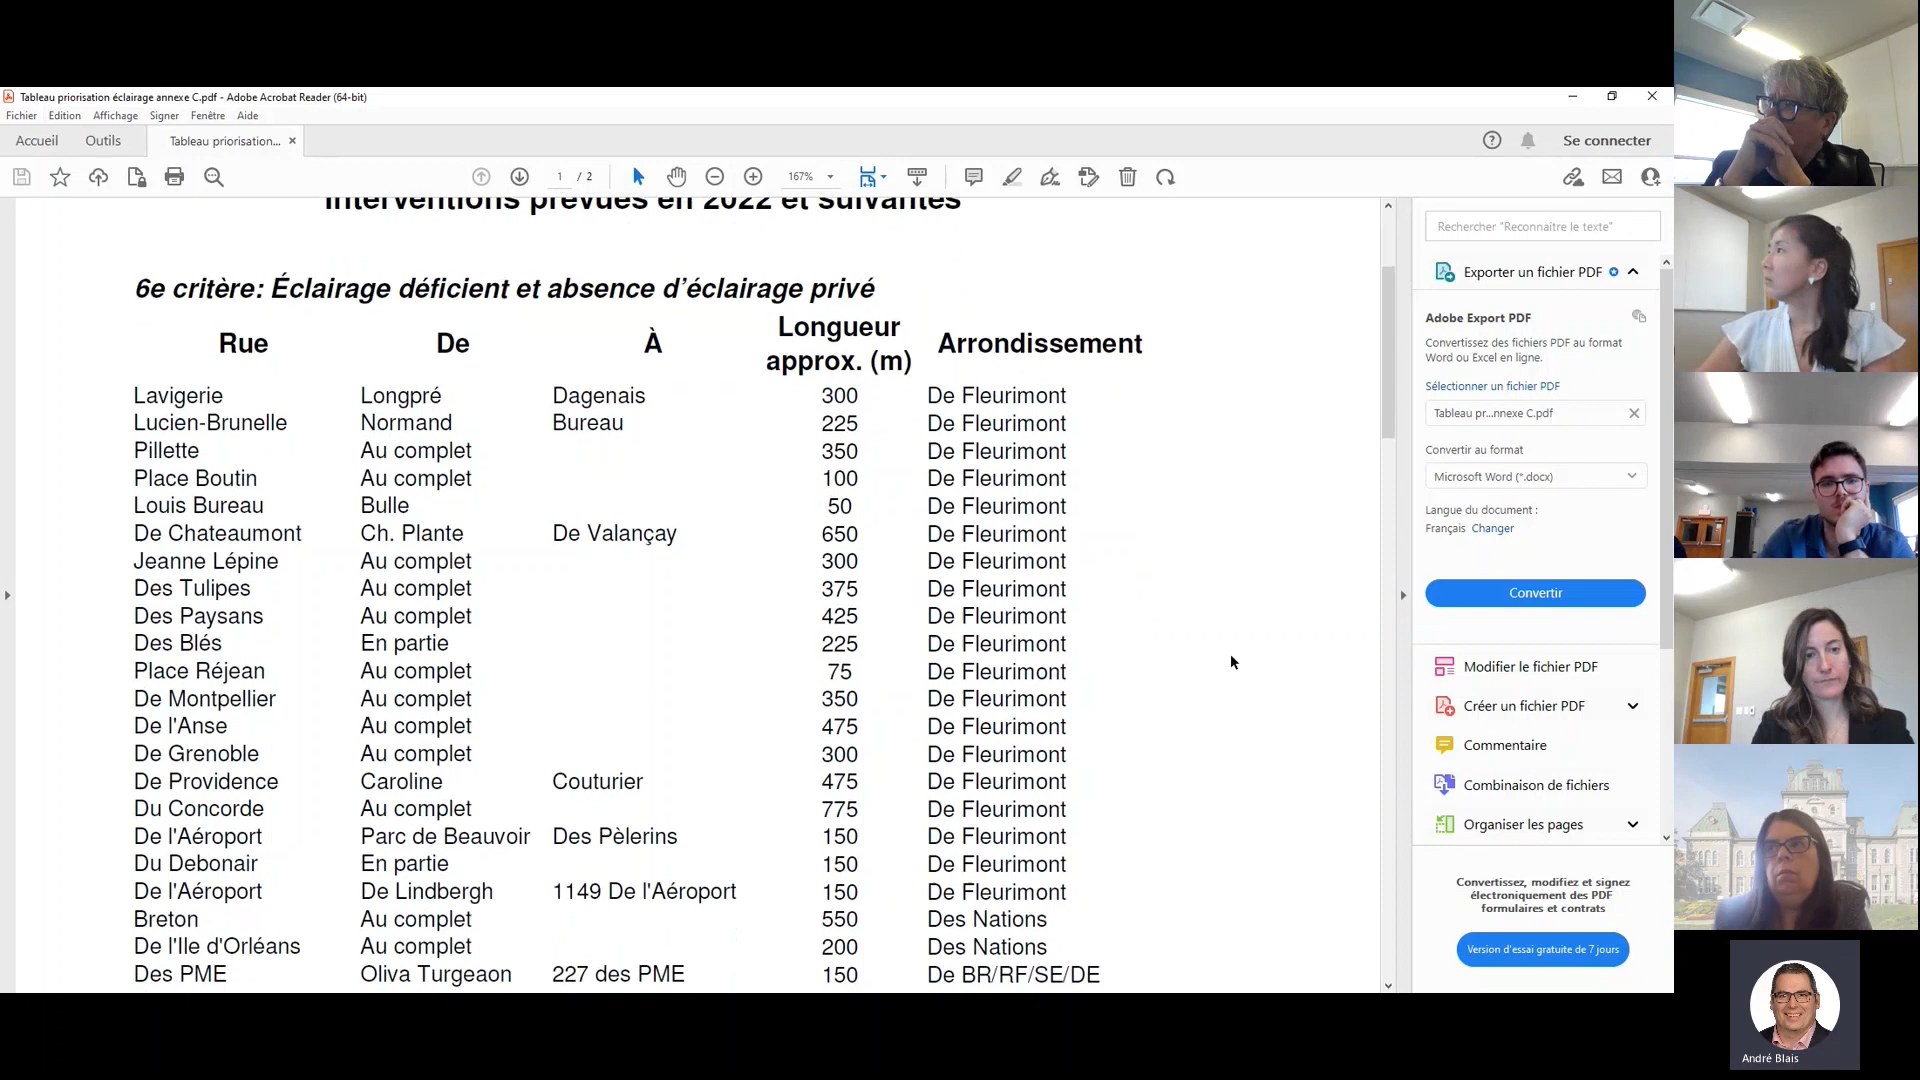 Tableau priorisation éclairage annexe C.pdf - Adobe Acrobat Reader (64-bit)
Fichier Edition Affichage Signer Fenêtre Aide
Accueil Outils Tableau priorisation... × Se connecter
1 / 2 167%
Interventions prévues en 2022 et suivantes
6e critère: Éclairage déficient et absence d’éclairage privé
Rue De À Longueur approx. (m) Arrondissement
Lavigerie Longpré Dagenais 300 De Fleurimont
Lucien-Brunelle Normand Bureau 225 De Fleurimont
Pillette Au complet 350 De Fleurimont
Place Boutin Au complet 100 De Fleurimont
Louis Bureau Bulle 50 De Fleurimont
De Chateaumont Ch. Plante De Valançay 650 De Fleurimont
Jeanne Lépine Au complet 300 De Fleurimont
Des Tulipes Au complet 375 De Fleurimont
Des Paysans Au complet 425 De Fleurimont
Des Blés En partie 225 De Fleurimont
Place Réjean Au complet 75 De Fleurimont
De Montpellier Au complet 350 De Fleurimont
De l'Anse Au complet 475 De Fleurimont
De Grenoble Au complet 300 De Fleurimont
De Providence Caroline Couturier 475 De Fleurimont
Du Concorde Au complet 775 De Fleurimont
De l'Aéroport Parc de Beauvoir Des Pèlerins 150 De Fleurimont
Du Debonair En partie 150 De Fleurimont
De l'Aéroport De Lindbergh 1149 De l'Aéroport 150 De Fleurimont
Breton Au complet 550 Des Nations
De l'Ile d'Orléans Au complet 200 Des Nations
Des PME Oliva Turgeaon 227 des PME 150 De BR/RF/SE/DE
Rechercher "Reconnaître le texte"
Exporter un fichier PDF
Adobe Export PDF
Convertissez des fichiers PDF au format
Word ou Excel en ligne.
Sélectionner un fichier PDF
Tableau pr...nnexe C.pdf
Convertir au format
Microsoft Word (*.docx)
Langue du document :
Français Changer
Convertir
Modifier le fichier PDF
Créer un fichier PDF
Commentaire
Combinaison de fichiers
Organiser les pages
Convertissez, modifiez et signez
électroniquement des PDF
formulaires et contrats
Version d'essai gratuite de 7 jours
André Blais